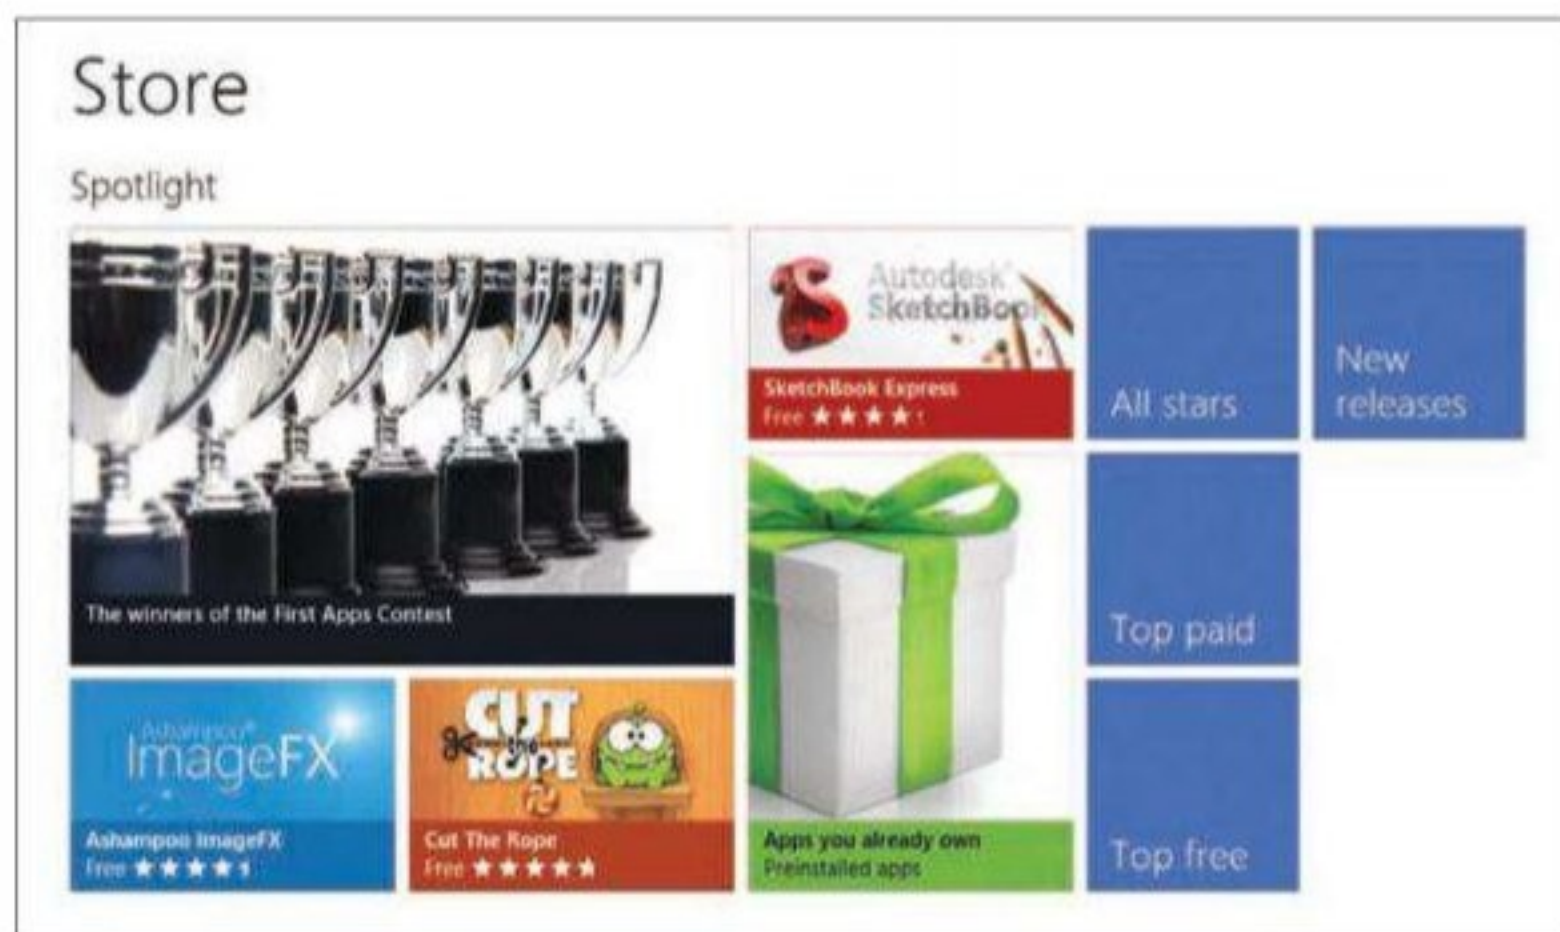 Store
Spotlight
The winners of the First Apps Contest
Autodesk®
SketchBook
SketchBook Express
Free
All stars
New
releases
Top paid
Ashampoo®
ImageFX
Ashampoo ImageFX
Free
CUT
the
ROPE
Cut The Rope
Free
Apps you already own
Preinstalled apps
Top free